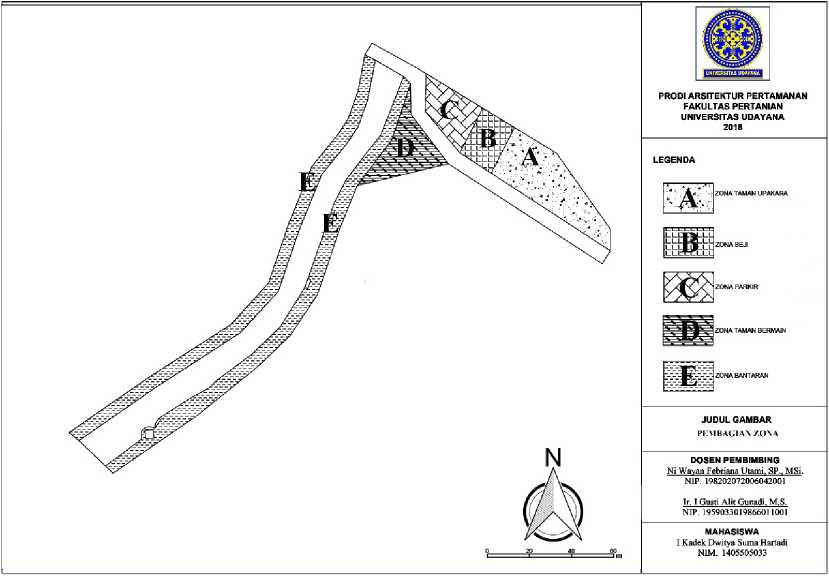 C
B
A
D
E
E
N
0 20 40 60 m
UNIVERSITAS UDAYANA
PRODI ARSITEKTUR PERTAMANAN
FAKULTAS PERTANIAN
UNIVERSITAS UDAYANA
2018
LEGENDA
A ZONA TAMAN UPAKARA
B ZONA BEJI
C ZONA PARKIR
D ZONA TAMAN BERMAIN
E ZONA BANTARAN
JUDUL GAMBAR
PEMBAGIAN ZONA
DOSEN PEMBIMBING
Ni Wayan Febriana Utami, SP., MSi.
NIP. 198202072006042001
Ir. I Gusti Alit Gunadi, M.S.
NIP. 1959033019866011001
MAHASISWA
I Kadek Dwitya Suma Hartadi
NIM. 1405505033